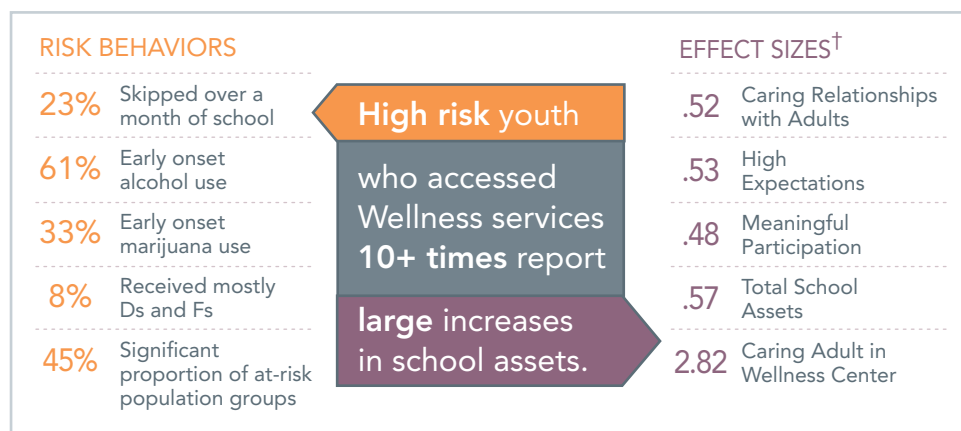 RISK BEHAVIORS
23% Skipped over a
month of school
61% Early onset
alcohol use
33% Early onset
marijuana use
8% Received mostly
Ds and Fs
45% Significant
proportion of at-risk
population groups
High risk youth
who accessed
Wellness services
10+ times report
large increases
in school assets.
EFFECT SIZES†
.52 Caring Relationships
with Adults
.53 High
Expectations
.48 Meaningful
Participation
.57 Total School
Assets
2.82 Caring Adult in
Wellness Center